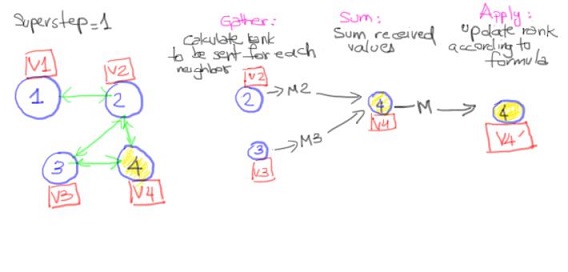 Superstep=1
Gather:
Calculate rank
to be sent for each
neighbor
Sum:
Sum received
values
Apply:
Update rank
according to
formula
V1
V2
1
2
3
4
V3
V4
V2
2
M2
3
M3
V3
4
V4
M
4
V4'